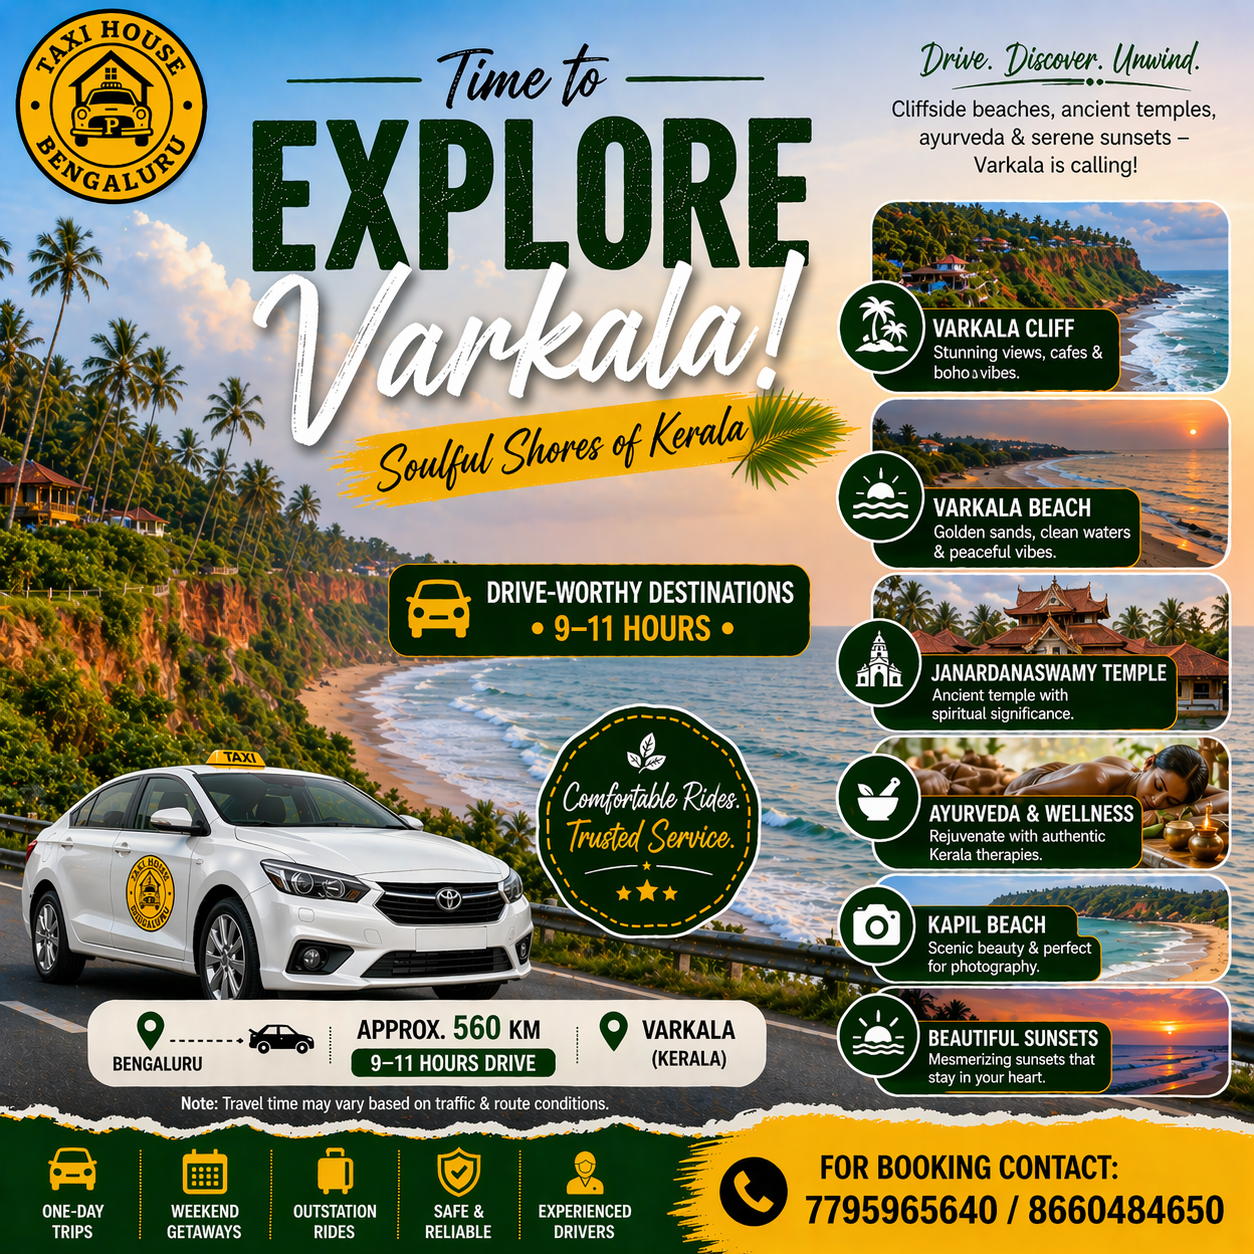 TAXI HOUSE
P
BENGALURU
Time to
EXPLORE
Varkala!
Soulful Shores of Kerala
Drive. Discover. Unwind.
Cliffside beaches, ancient temples,
ayurveda & serene sunsets –
Varkala is calling!
VARKALA CLIFF
Stunning views, cafes &
boho vibes.
VARKALA BEACH
Golden sands, clean waters
& peaceful vibes.
JANARDANASWAMY TEMPLE
Ancient temple with
spiritual significance.
AYURVEDA & WELLNESS
Rejuvenate with authentic
Kerala therapies.
KAPIL BEACH
Scenic beauty & perfect
for photography.
BEAUTIFUL SUNSETS
Mesmerizing sunsets that
stay in your heart.
DRIVE-WORTHY DESTINATIONS
• 9–11 HOURS •
Comfortable Rides.
Trusted Service.
TAXI
TAXI HOUSE
BENGALURU
BENGALURU
APPROX. 560 KM
9–11 HOURS DRIVE
VARKALA
(KERALA)
Note: Travel time may vary based on traffic & route conditions.
ONE-DAY
TRIPS
WEEKEND
GETAWAYS
OUTSTATION
RIDES
SAFE &
RELIABLE
EXPERIENCED
DRIVERS
FOR BOOKING CONTACT:
7795965640 / 8660484650